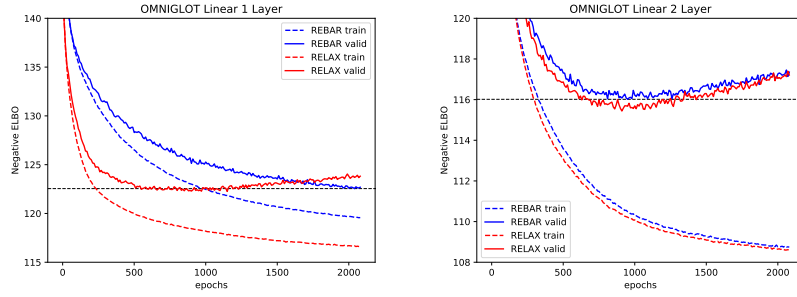 OMNIGLOT Linear 1 Layer
140
135
130
125
120
115
Negative ELBO
REBAR train
REBAR valid
RELAX train
RELAX valid
0
500
1000
1500
2000
epochs
OMNIGLOT Linear 2 Layer
120
118
116
114
112
110
108
Negative ELBO
REBAR train
REBAR valid
RELAX train
RELAX valid
0
500
1000
1500
2000
epochs